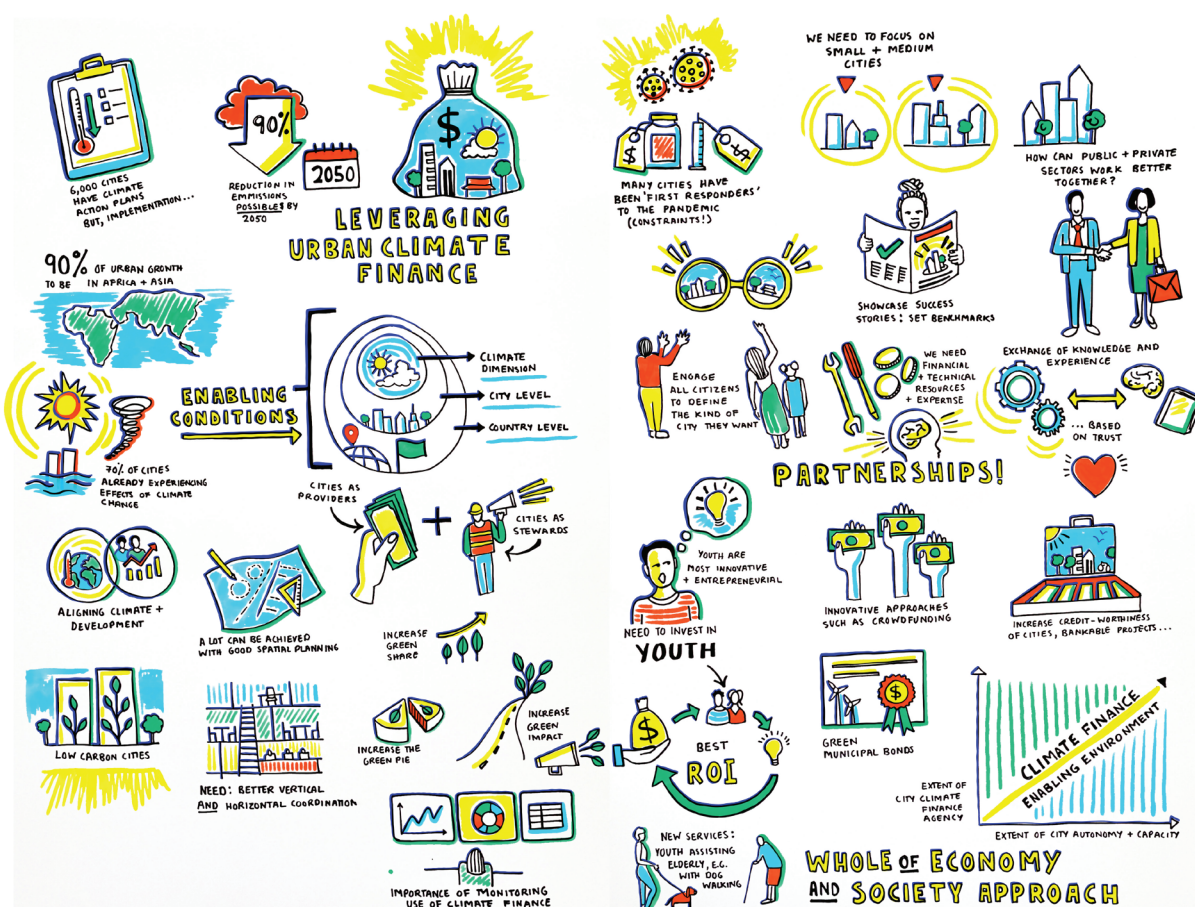 6,000 CITIES
HAVE CLIMATE
ACTION PLANS
BUT, IMPLEMENTATION...
90%
2050
REDUCTION IN
EMMISSIONS
POSSIBLE BY
2050
$
LEVERAGING
URBAN CLIMATE
FINANCE
90% OF URBAN GROWTH
TO BE IN AFRICA + ASIA
ENABLING
CONDITIONS
CLIMATE
DIMENSION
CITY LEVEL
COUNTRY LEVEL
70% OF CITIES
ALREADY EXPERIENCING
EFFECTS OF CLIMATE
CHANGE
CITIES AS
PROVIDERS
+
CITIES AS
STEWARDS
ALIGNING CLIMATE +
DEVELOPMENT
A LOT CAN BE ACHIEVED
WITH GOOD SPATIAL PLANNING
INCREASE
GREEN
SHARE
LOW CARBON CITIES
NEED: BETTER VERTICAL
AND HORIZONTAL COORDINATION
INCREASE THE
GREEN PIE
INCREASE
GREEN
IMPACT
IMPORTANCE OF MONITORING
USE OF CLIMATE FINANCE
$
$
MANY CITIES HAVE
BEEN 'FIRST RESPONDERS'
TO THE PANDEMIC
(CONSTRAINTS!)
WE NEED TO FOCUS ON
SMALL + MEDIUM
CITIES
HOW CAN PUBLIC + PRIVATE
SECTORS WORK BETTER
TOGETHER?
SHOWCASE SUCCESS
STORIES: SET BENCHMARKS
ENGAGE
ALL CITIZENS
TO DEFINE
THE KIND OF
CITY THEY WANT
WE NEED
FINANCIAL
+ TECHNICAL
RESOURCES
+ EXPERTISE
EXCHANGE OF KNOWLEDGE AND
EXPERIENCE
... BASED
ON TRUST
PARTNERSHIPS!
YOUTH ARE
MOST INNOVATIVE
+ ENTREPRENEURIAL
NEED TO INVEST IN
YOUTH
INNOVATIVE APPROACHES
SUCH AS CROWDFUNDING
INCREASE CREDIT-WORTHINESS
OF CITIES, BANKABLE PROJECTS...
$
BEST
ROI
$
GREEN
MUNICIPAL BONDS
CLIMATE FINANCE
ENABLING ENVIRONMENT
EXTENT OF
CITY CLIMATE
FINANCE
AGENCY
EXTENT OF CITY AUTONOMY + CAPACITY
NEW SERVICES:
YOUTH ASSISTING
ELDERLY, E.G.
WITH DOG
WALKING
WHOLE OF ECONOMY
AND SOCIETY APPROACH